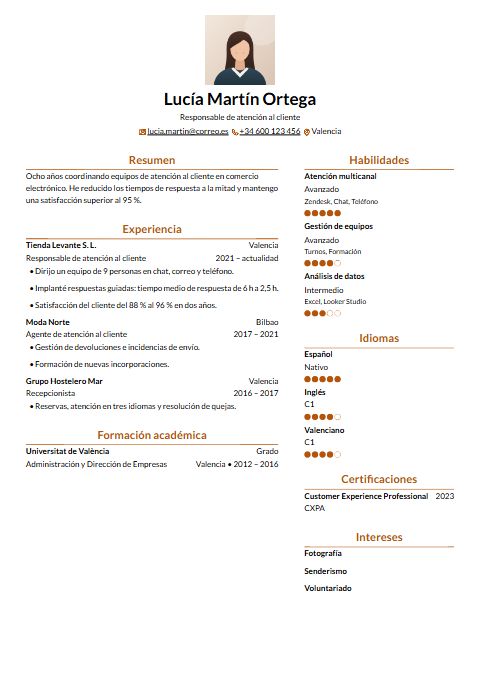 Lucía Martín Ortega
Responsable de atención al cliente
lucia.martin@correo.es +34 600 123 456 Valencia
Resumen
Ocho años coordinando equipos de atención al cliente en comercio
electrónico. He reducido los tiempos de respuesta a la mitad y mantengo
una satisfacción superior al 95 %.
Experiencia
Tienda Levante S. L. Valencia
Responsable de atención al cliente 2021 – actualidad
• Dirijo un equipo de 9 personas en chat, correo y teléfono.
• Implanté respuestas guiadas: tiempo medio de respuesta de 6 h a 2,5 h.
• Satisfacción del cliente del 88 % al 96 % en dos años.
Moda Norte Bilbao
Agente de atención al cliente 2017 – 2021
• Gestión de devoluciones e incidencias de envío.
• Formación de nuevas incorporaciones.
Grupo Hostelero Mar Valencia
Recepcionista 2016 – 2017
• Reservas, atención en tres idiomas y resolución de quejas.
Formación académica
Universitat de València Grado
Administración y Dirección de Empresas Valencia • 2012 – 2016
Habilidades
Atención multicanal
Avanzado
Zendesk, Chat, Teléfono
Gestión de equipos
Avanzado
Turnos, Formación
Análisis de datos
Intermedio
Excel, Looker Studio
Idiomas
Español
Nativo
Inglés
C1
Valenciano
C1
Certificaciones
Customer Experience Professional 2023
CXPA
Intereses
Fotografía
Senderismo
Voluntariado